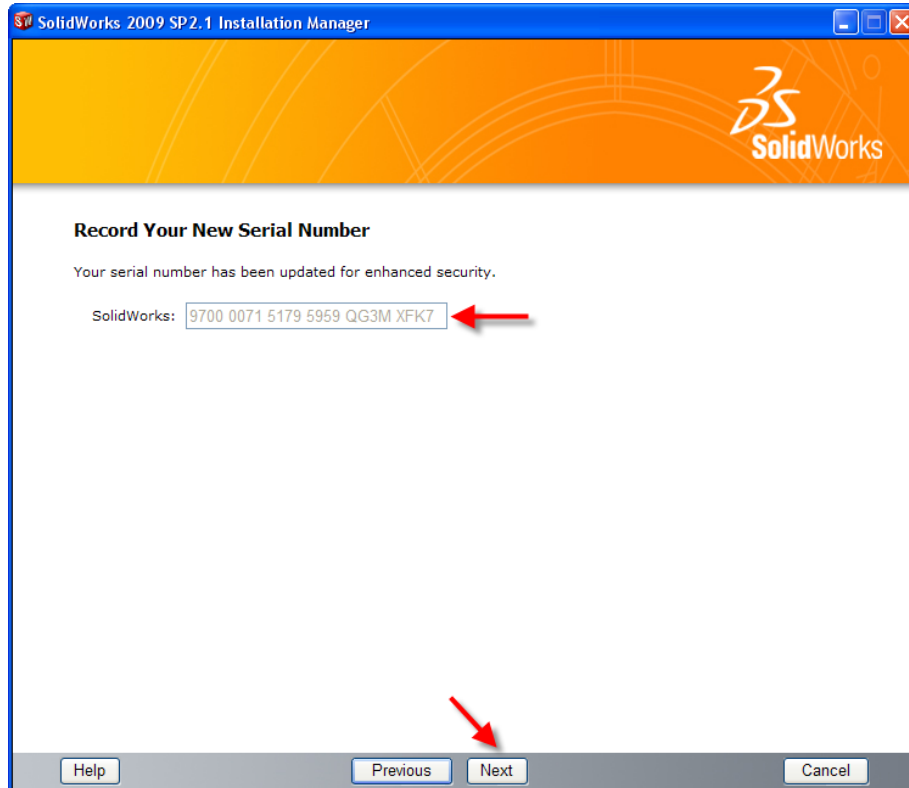 SolidWorks 2009 SP2.1 Installation Manager
SolidWorks
Record Your New Serial Number
Your serial number has been updated for enhanced security.
SolidWorks: 9700 0071 5179 5959 QG3M XFK7
Help Previous Next Cancel